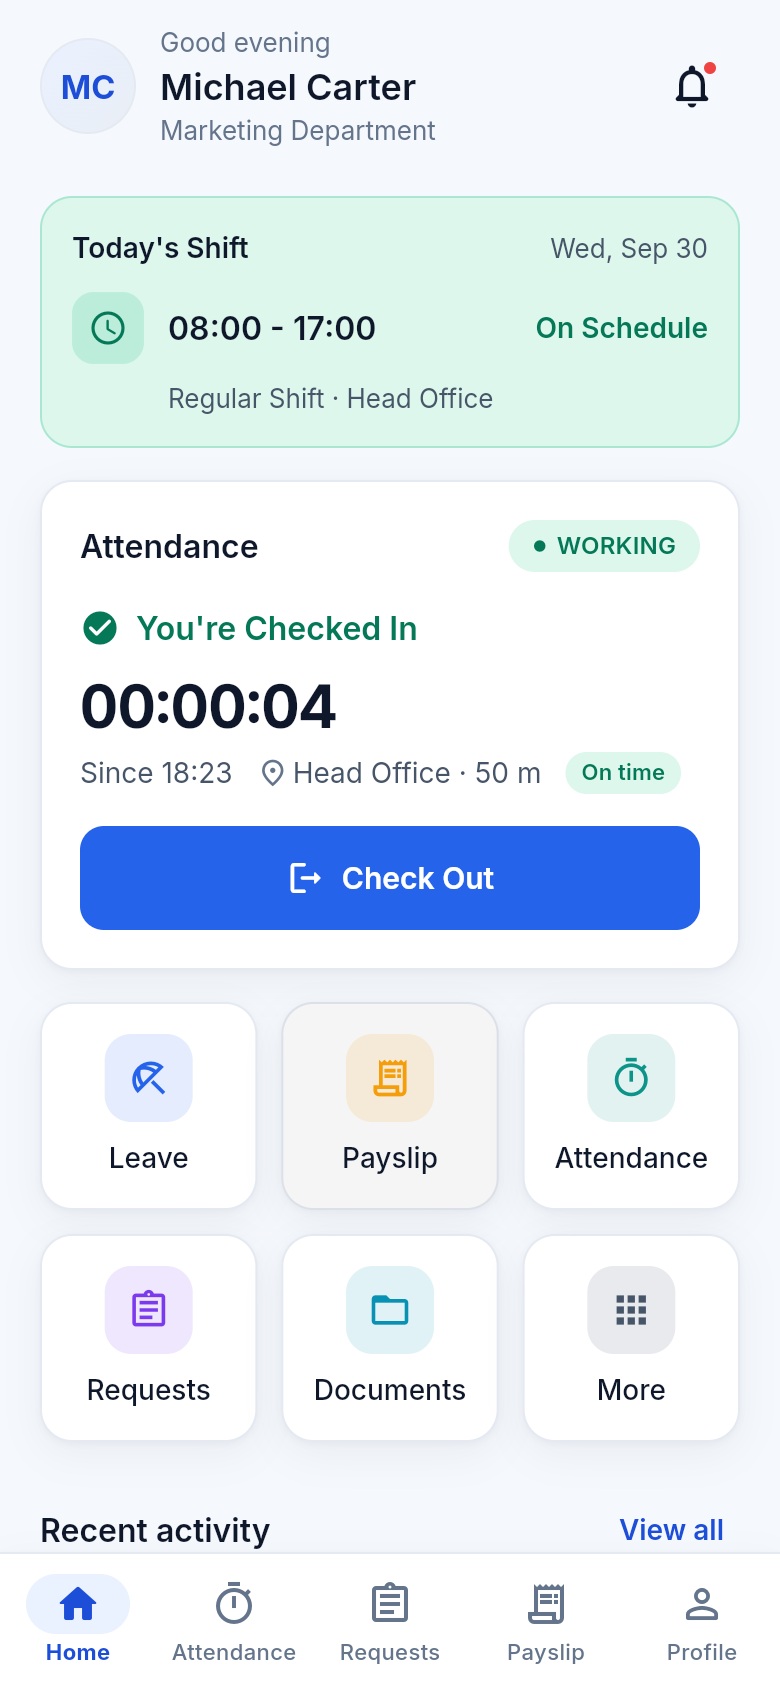 Good evening
MC
Michael Carter
Marketing Department
Today's Shift
Wed, Sep 30
08:00 - 17:00
On Schedule
Regular Shift · Head Office
Attendance
WORKING
You're Checked In
00:00:04
Since 18:23
Head Office · 50 m
On time
Check Out
Leave
Payslip
Attendance
Requests
Documents
More
Recent activity
View all
Home
Attendance
Requests
Payslip
Profile